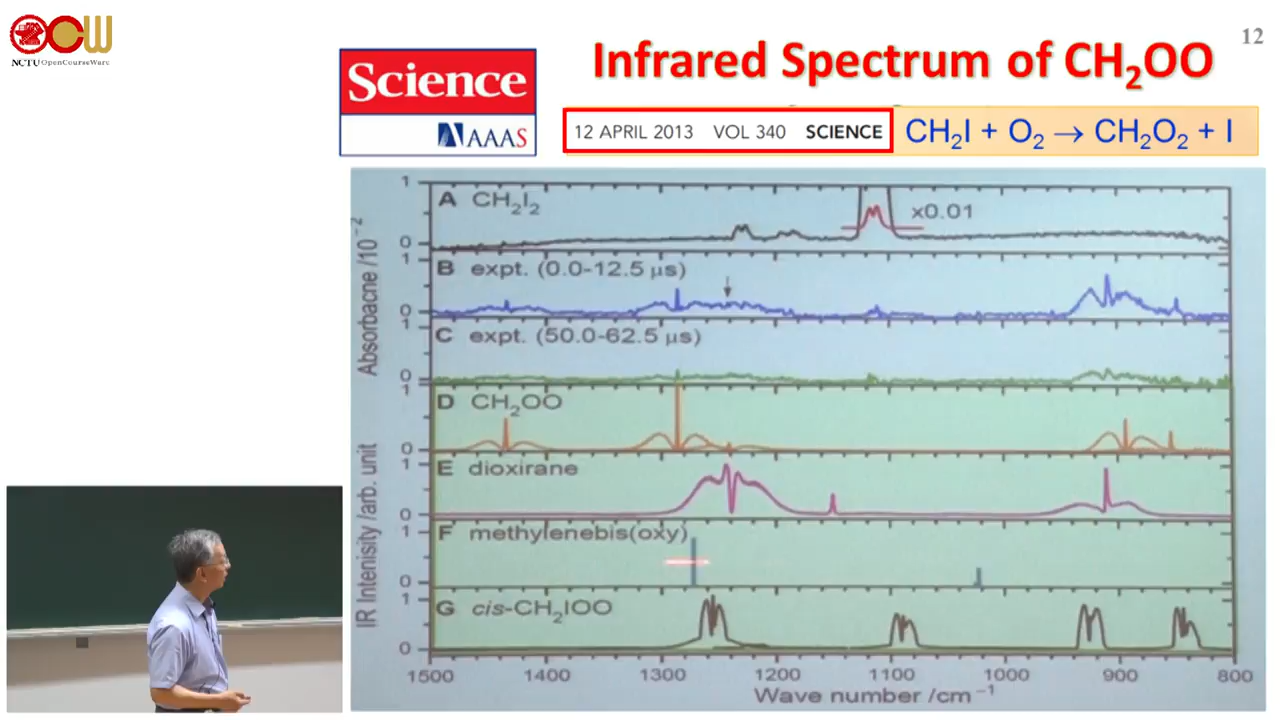 NCTU OpenCourseWare
12
Infrared Spectrum of CH₂OO
Science
AAAS
12 APRIL 2013 VOL 340 SCIENCE
CH₂I + O₂ → CH₂O₂ + I
A CH₂I₂
x0.01
B expt. (0.0-12.5 µs)
C expt. (50.0-62.5 µs)
D CH₂OO
E dioxirane
F methylenebis(oxy)
G cis-CH₂IOO
Absorbacne /10⁻²
IR Intenisity /arb. unit
1
0
1
0
1
0
1
0
1
0
1
0
1
0
1500 1400 1300 1200 1100 1000 900 800
Wave number /cm⁻¹